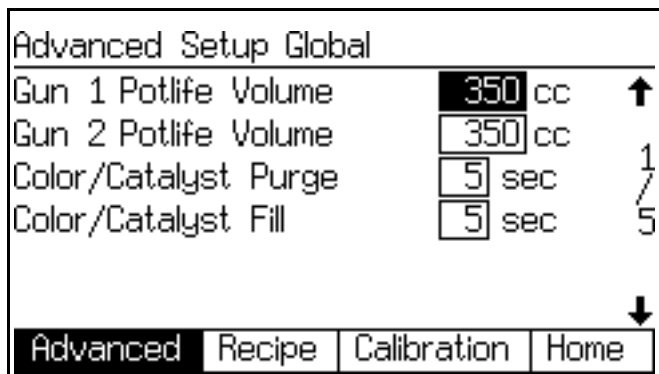 Advanced Setup Global
Gun 1 Potlife Volume 350 cc
Gun 2 Potlife Volume 350 cc
Color/Catalyst Purge 5 sec
Color/Catalyst Fill 5 sec
1/5
Advanced Recipe Calibration Home